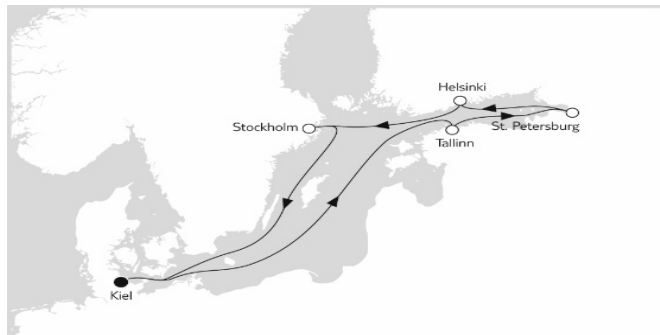 Helsinki
Stockholm
St. Petersburg
Tallinn
Kiel